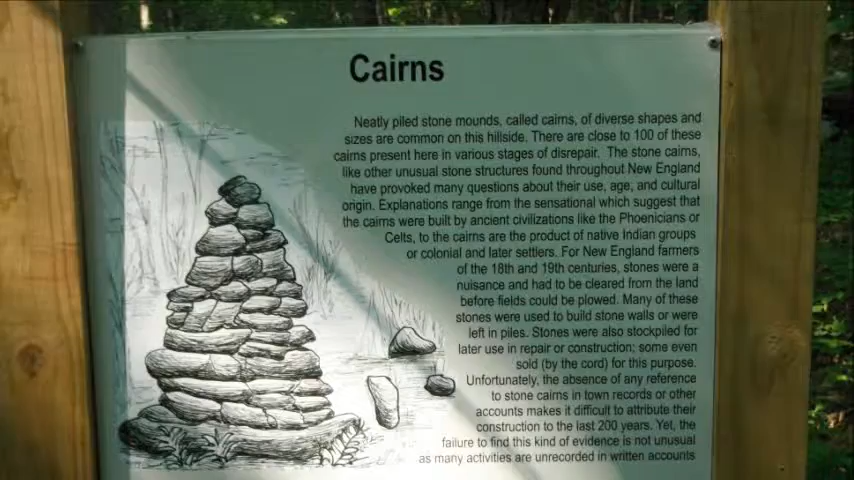 Cairns
Neatly piled stone mounds, called cairns, of diverse shapes and
sizes are common on this hillside. There are close to 100 of these
cairns present here in various stages of disrepair. The stone cairns,
like other unusual stone structures found throughout New England
have provoked many questions about their use, age, and cultural
origin. Explanations range from the sensational which suggest that
the cairns were built by ancient civilizations like the Phoenicians or
Celts, to the cairns are the product of native Indian groups
or colonial and later settlers. For New England farmers
of the 18th and 19th centuries, stones were a
nuisance and had to be cleared from the land
before fields could be plowed. Many of these
stones were used to build stone walls or were
left in piles. Stones were also stockpiled for
later use in repair or construction; some even
sold (by the cord) for this purpose.
Unfortunately, the absence of any reference
to stone cairns in town records or other
accounts makes it difficult to attribute their
construction to the last 200 years. Yet, the
failure to find this kind of evidence is not unusual
as many activities are unrecorded in written accounts